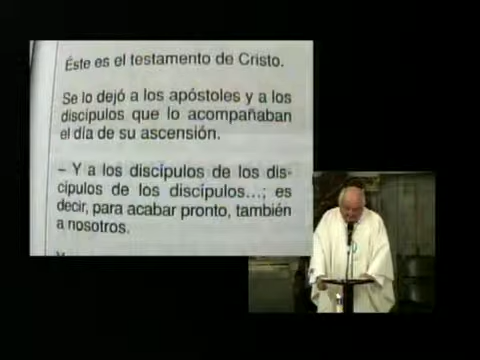 Éste es el testamento de Cristo.
Se lo dejó a los apóstoles y a los
discípulos que lo acompañaban
el día de su ascensión.
– Y a los discípulos de los dis-
cípulos de los discípulos...; es
decir, para acabar pronto, también
a nosotros.